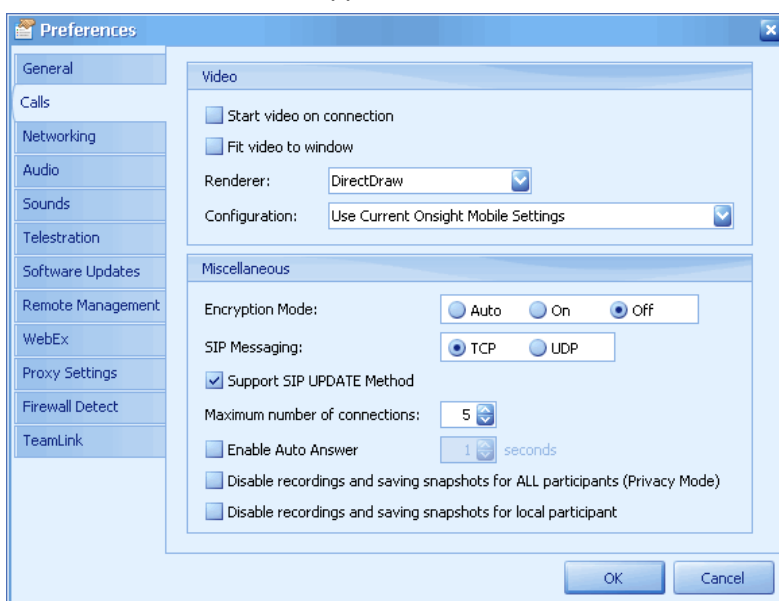 Preferences
General
Calls
Networking
Audio
Sounds
Telestration
Software Updates
Remote Management
WebEx
Proxy Settings
Firewall Detect
TeamLink
Video
Start video on connection
Fit video to window
Renderer: DirectDraw
Configuration: Use Current Onsight Mobile Settings
Miscellaneous
Encryption Mode: Auto On Off
SIP Messaging: TCP UDP
Support SIP UPDATE Method
Maximum number of connections: 5
Enable Auto Answer 1 seconds
Disable recordings and saving snapshots for ALL participants (Privacy Mode)
Disable recordings and saving snapshots for local participant
OK Cancel